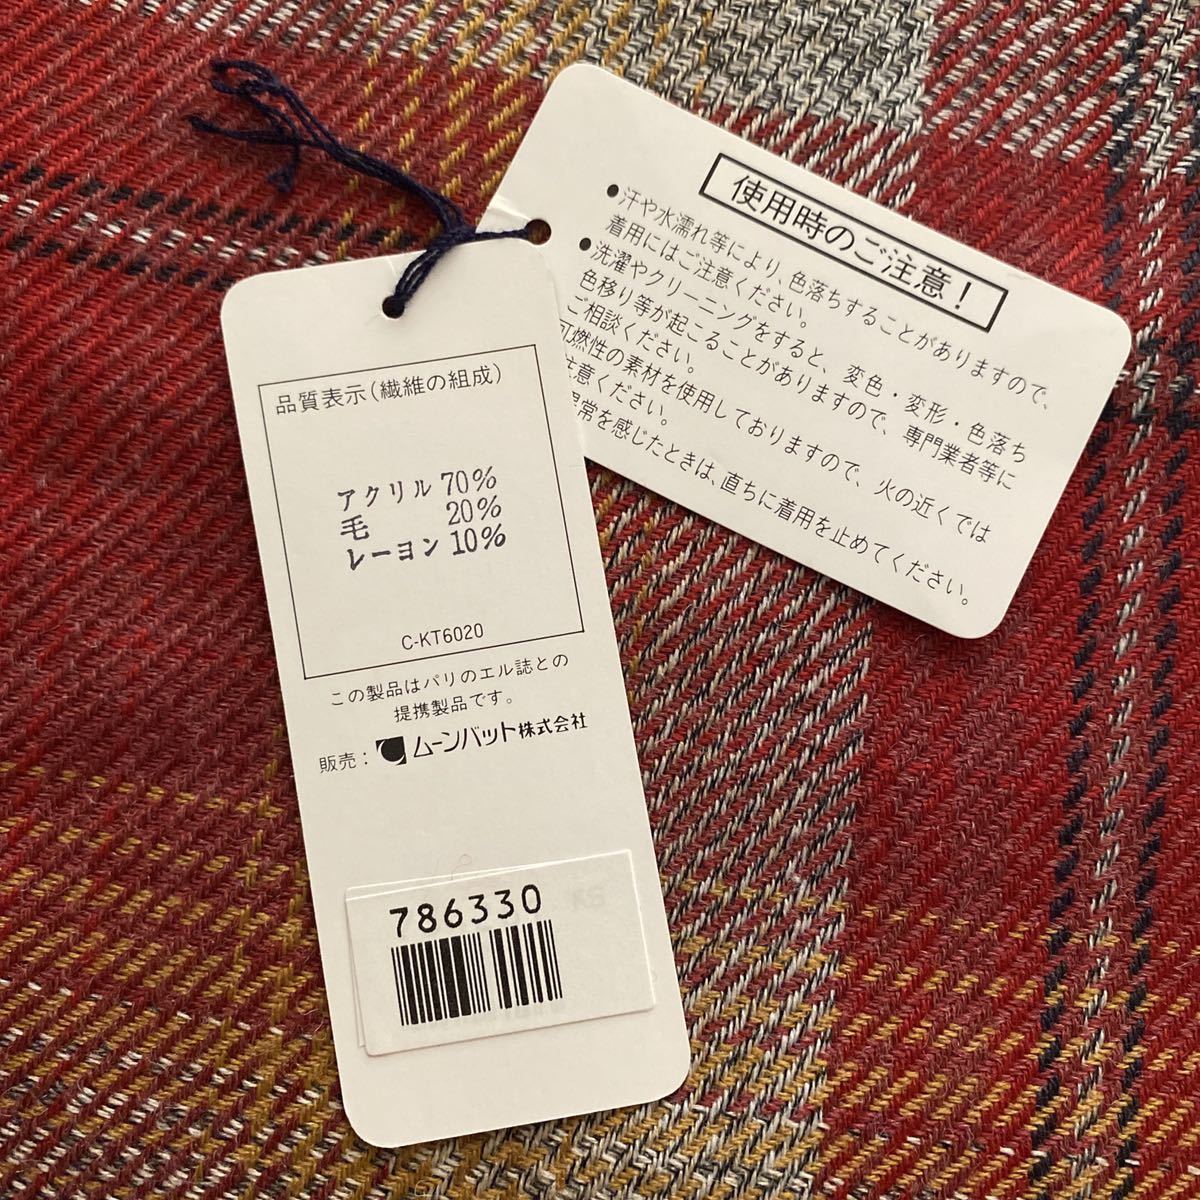 品質表示(繊維の組成)
アクリル 70%
毛 20%
レーヨン 10%
C-KT6020
この製品はパリのエル誌との
提携製品です。
販売: ムーンバット株式会社
786330
使用時のご注意!
●汗や水濡れ等により、色落ちすることがありますので、
着用にはご注意ください。
●洗濯やクリーニングをすると、変色・変形・色落ち
色移り等が起こることがありますので、専門業者等に
ご相談ください。
可燃性の素材を使用しておりますので、火の近くでは
注意ください。
異常を感じたときは、直ちに着用を止めてください。